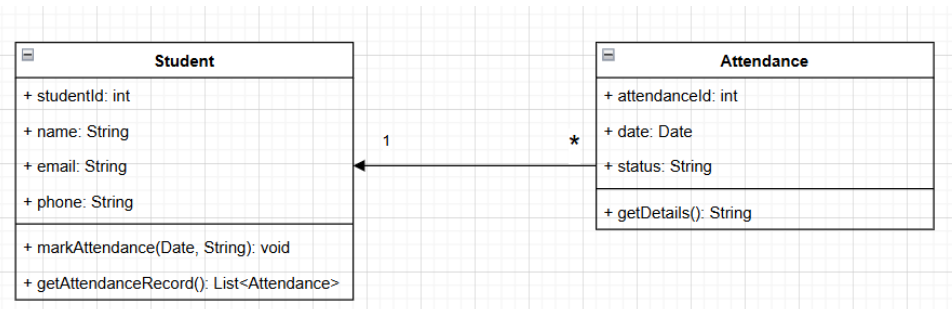 Student
+ studentId: int
+ name: String
+ email: String
+ phone: String
+ markAttendance(Date, String): void
+ getAttendanceRecord(): List<Attendance>
1
*
Attendance
+ attendanceId: int
+ date: Date
+ status: String
+ getDetails(): String